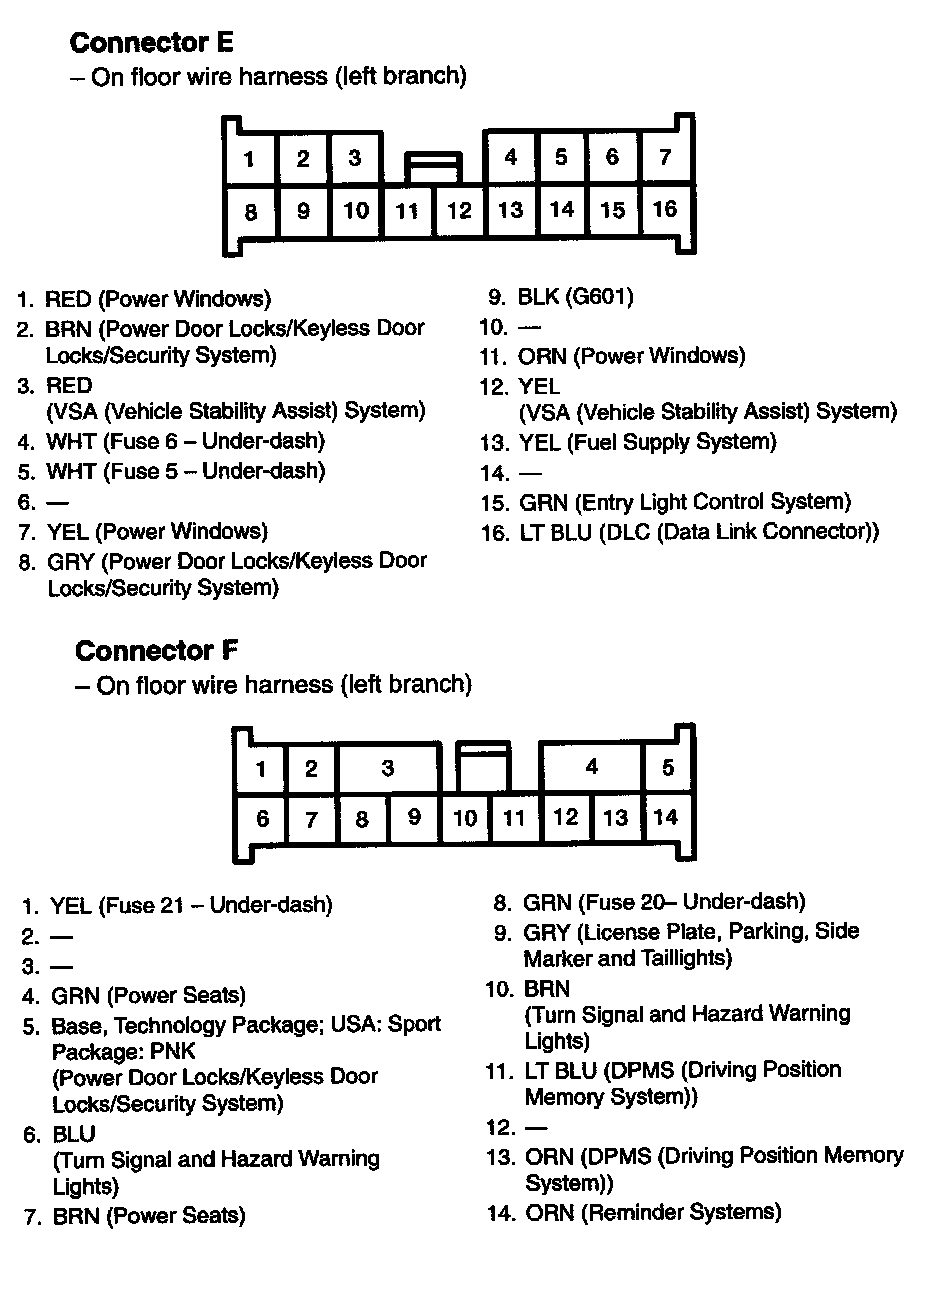 Connector E
– On floor wire harness (left branch)
1 2 3 4 5 6 7
8 9 10 11 12 13 14 15 16
1. RED (Power Windows)
2. BRN (Power Door Locks/Keyless Door
Locks/Security System)
3. RED
(VSA (Vehicle Stability Assist) System)
4. WHT (Fuse 6 – Under-dash)
5. WHT (Fuse 5 – Under-dash)
6. —
7. YEL (Power Windows)
8. GRY (Power Door Locks/Keyless Door
Locks/Security System)
9. BLK (G601)
10. —
11. ORN (Power Windows)
12. YEL
(VSA (Vehicle Stability Assist) System)
13. YEL (Fuel Supply System)
14. —
15. GRN (Entry Light Control System)
16. LT BLU (DLC (Data Link Connector))
Connector F
– On floor wire harness (left branch)
1 2 3 4 5
6 7 8 9 10 11 12 13 14
1. YEL (Fuse 21 – Under-dash)
2. —
3. —
4. GRN (Power Seats)
5. Base, Technology Package; USA: Sport
Package: PNK
(Power Door Locks/Keyless Door
Locks/Security System)
6. BLU
(Turn Signal and Hazard Warning
Lights)
7. BRN (Power Seats)
8. GRN (Fuse 20– Under-dash)
9. GRY (License Plate, Parking, Side
Marker and Taillights)
10. BRN
(Turn Signal and Hazard Warning
Lights)
11. LT BLU (DPMS (Driving Position
Memory System))
12. —
13. ORN (DPMS (Driving Position Memory
System))
14. ORN (Reminder Systems)